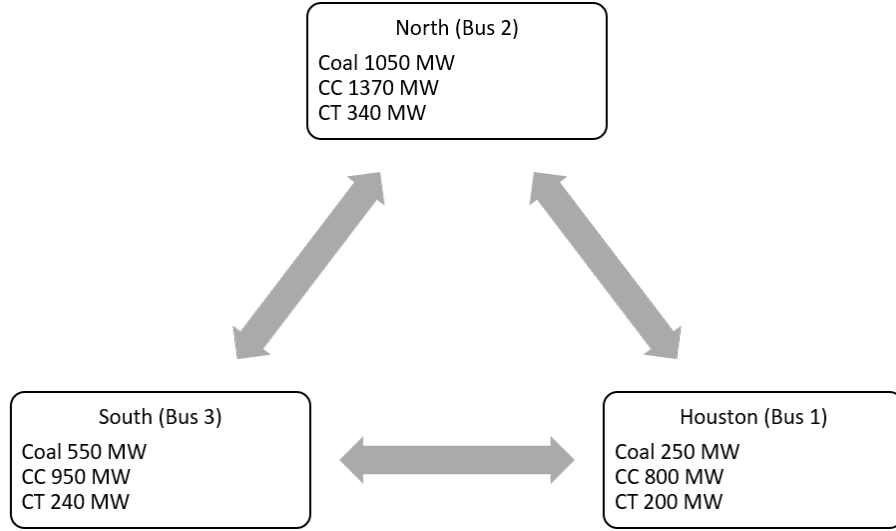 North (Bus 2)
Coal 1050 MW
CC 1370 MW
CT 340 MW
South (Bus 3)
Coal 550 MW
CC 950 MW
CT 240 MW
Houston (Bus 1)
Coal 250 MW
CC 800 MW
CT 200 MW